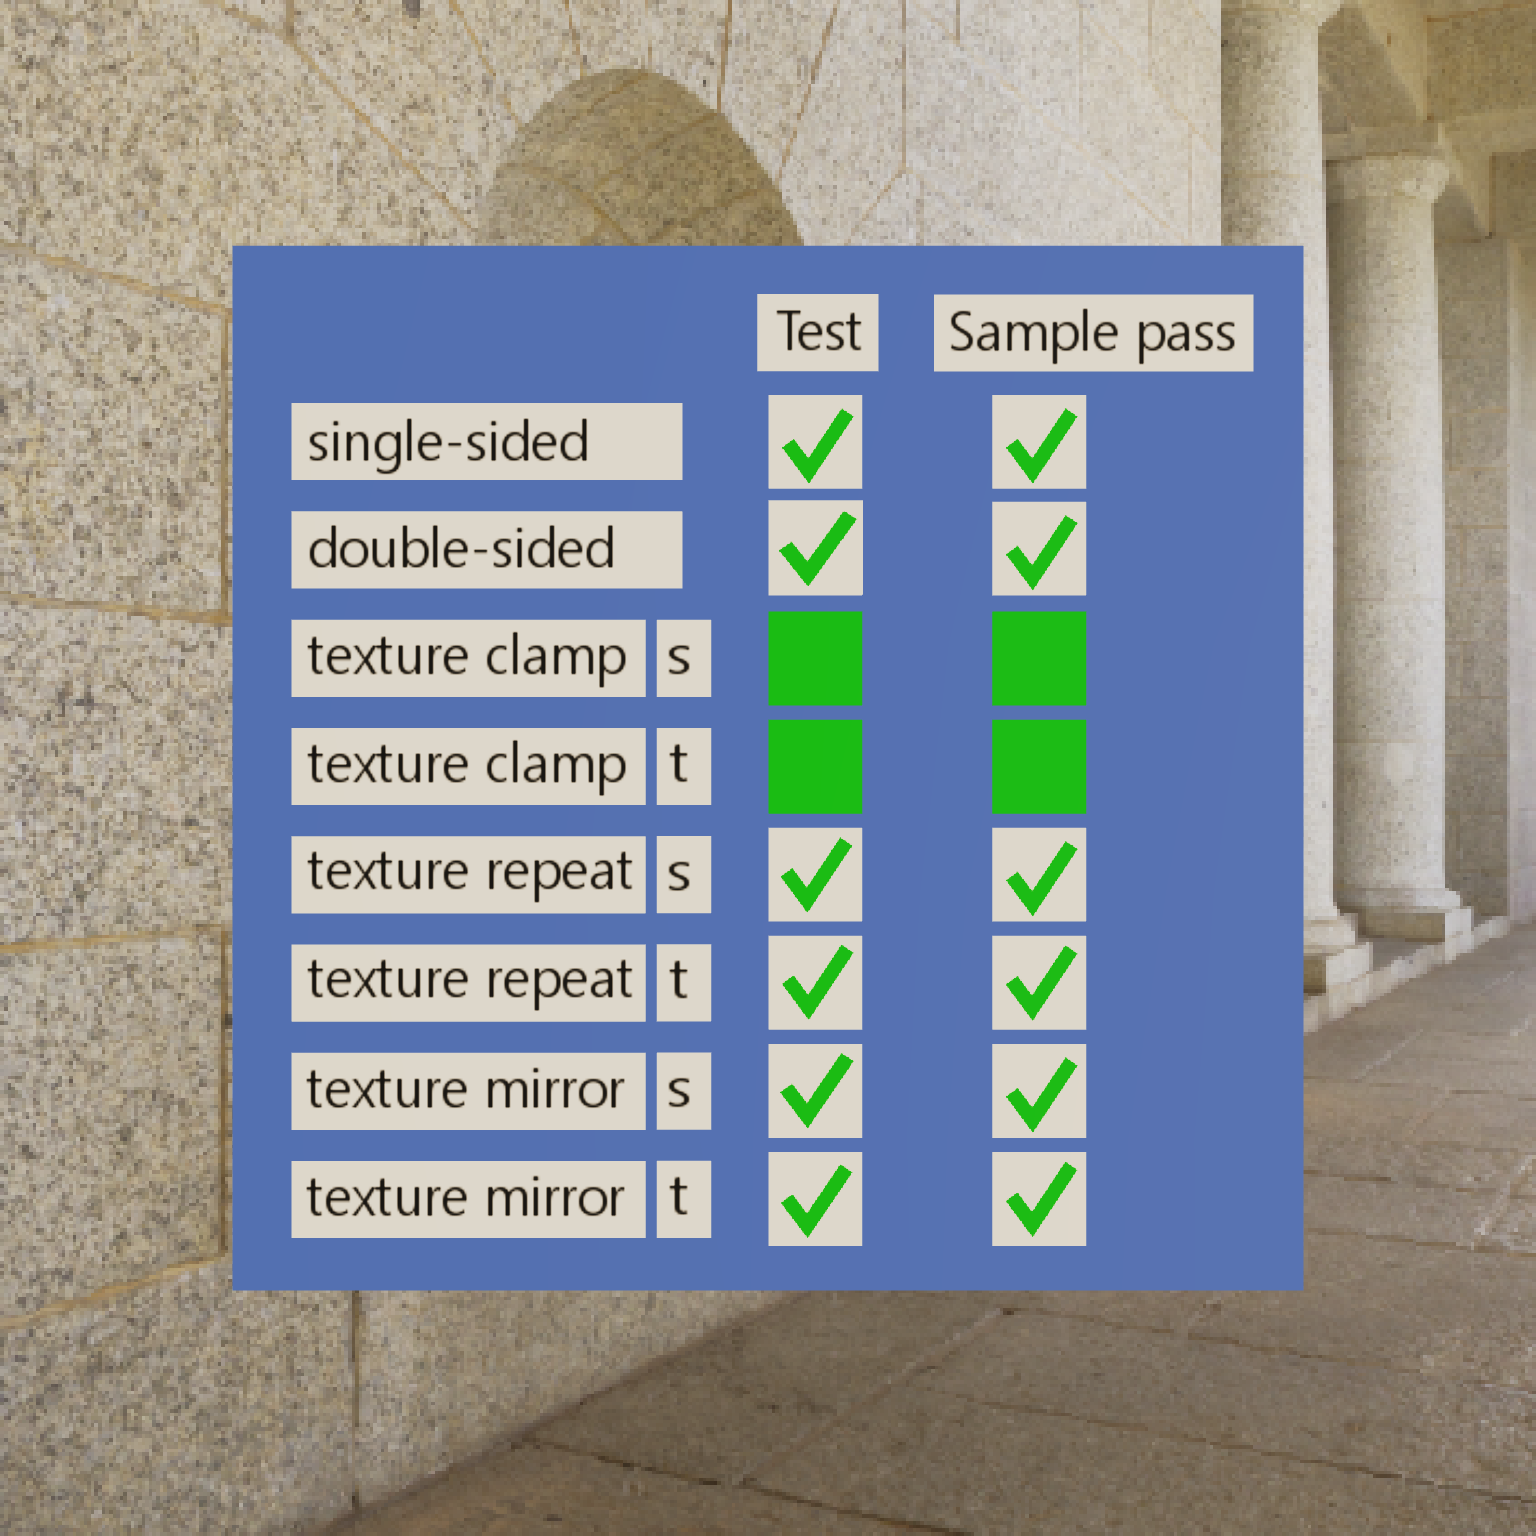 Test Sample pass
single-sided
double-sided
texture clamp s
texture clamp t
texture repeat s
texture repeat t
texture mirror s
texture mirror t